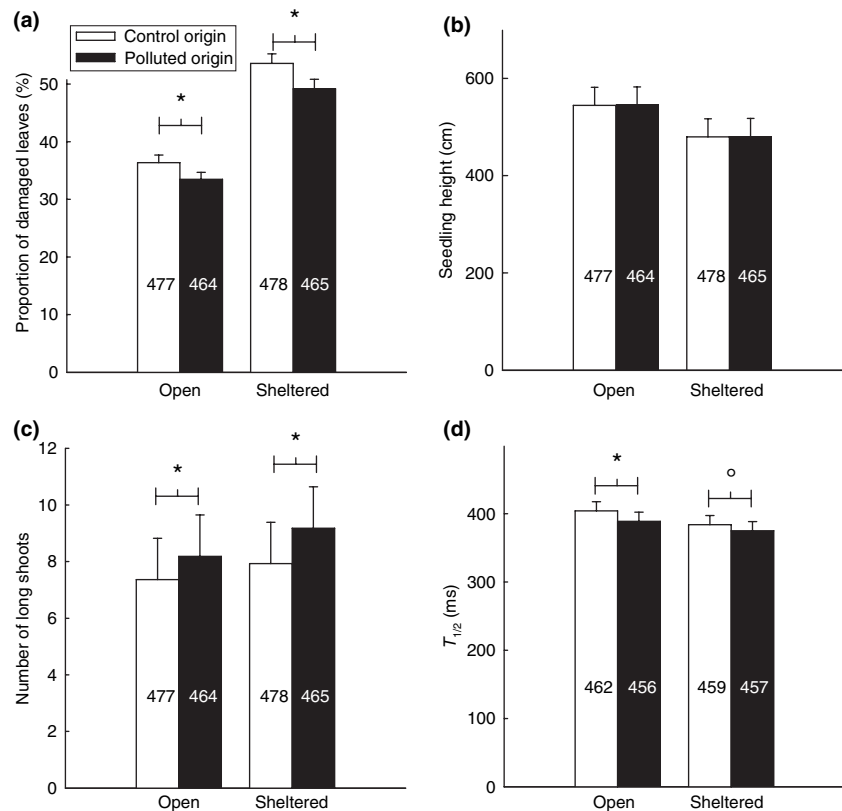 (a)
Control origin
Polluted origin
*
*
Proportion of damaged leaves (%)
50
40
30
20
10
0
477
464
478
465
Open
Sheltered
(b)
Seedling height (cm)
600
400
200
0
477
464
478
465
Open
Sheltered
(c)
*
*
Number of long shoots
12
10
8
6
4
2
0
477
464
478
465
Open
Sheltered
(d)
*
°
T1/2 (ms)
400
300
200
100
0
462
456
459
457
Open
Sheltered